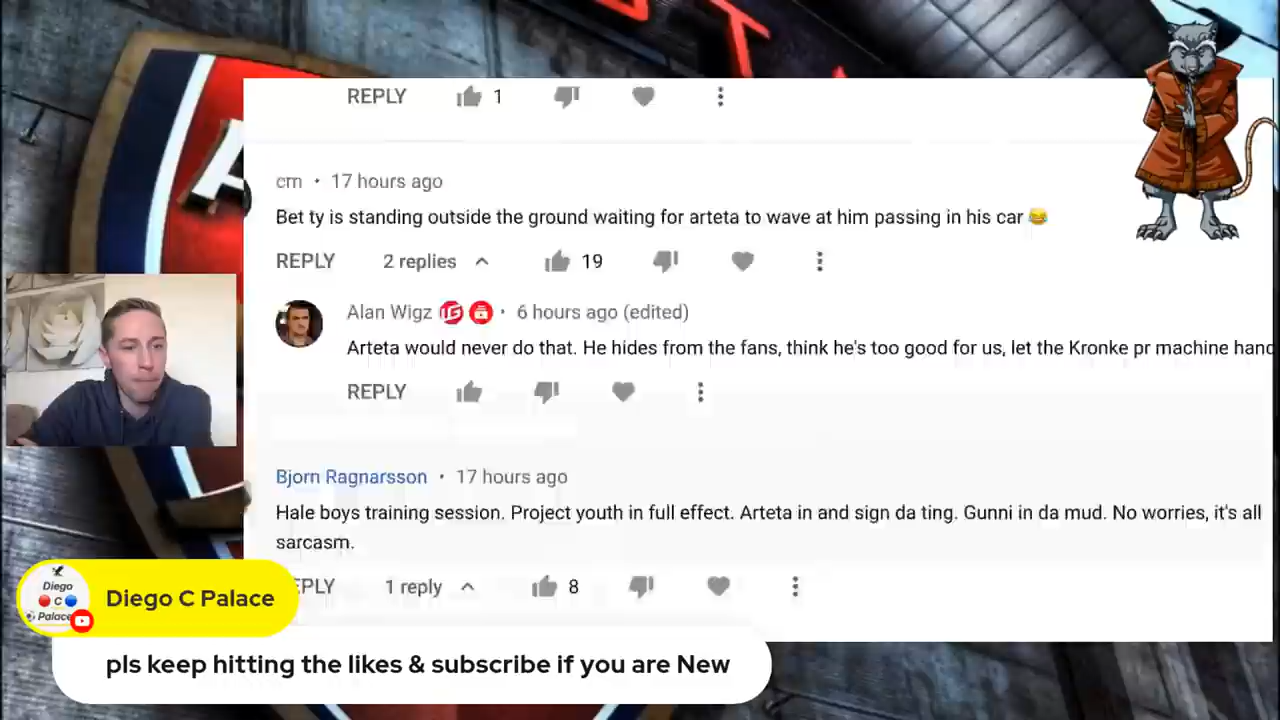 REPLY 1
cm • 17 hours ago
Bet ty is standing outside the ground waiting for arteta to wave at him passing in his car 😂
REPLY 2 replies 19
Alan Wigz • 6 hours ago (edited)
Arteta would never do that. He hides from the fans, think he's too good for us, let the Kronke pr machine hand
REPLY
Bjorn Ragnarsson • 17 hours ago
Hale boys training session. Project youth in full effect. Arteta in and sign da ting. Gunni in da mud. No worries, it's all
sarcasm.
EPLY 1 reply 8
Diego
C
Palace
Diego C Palace
pls keep hitting the likes & subscribe if you are New